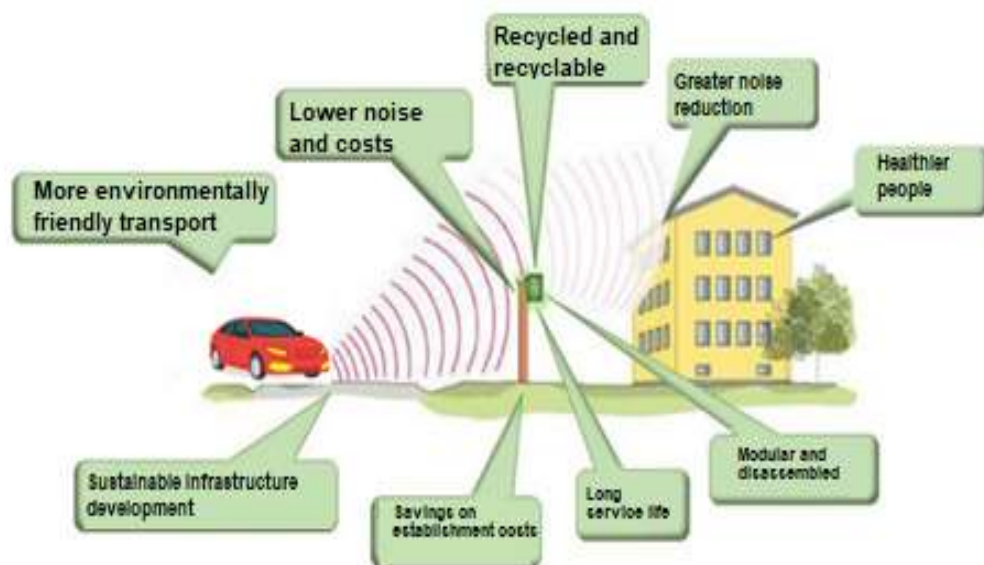 Recycled and
recyclable
Greater noise
reduction
Lower noise
and costs
Healthier
people
More environmentally
friendly transport
Modular and
disassembled
Sustainable infrastructure
development
Long
service life
Savings on
establishment costs